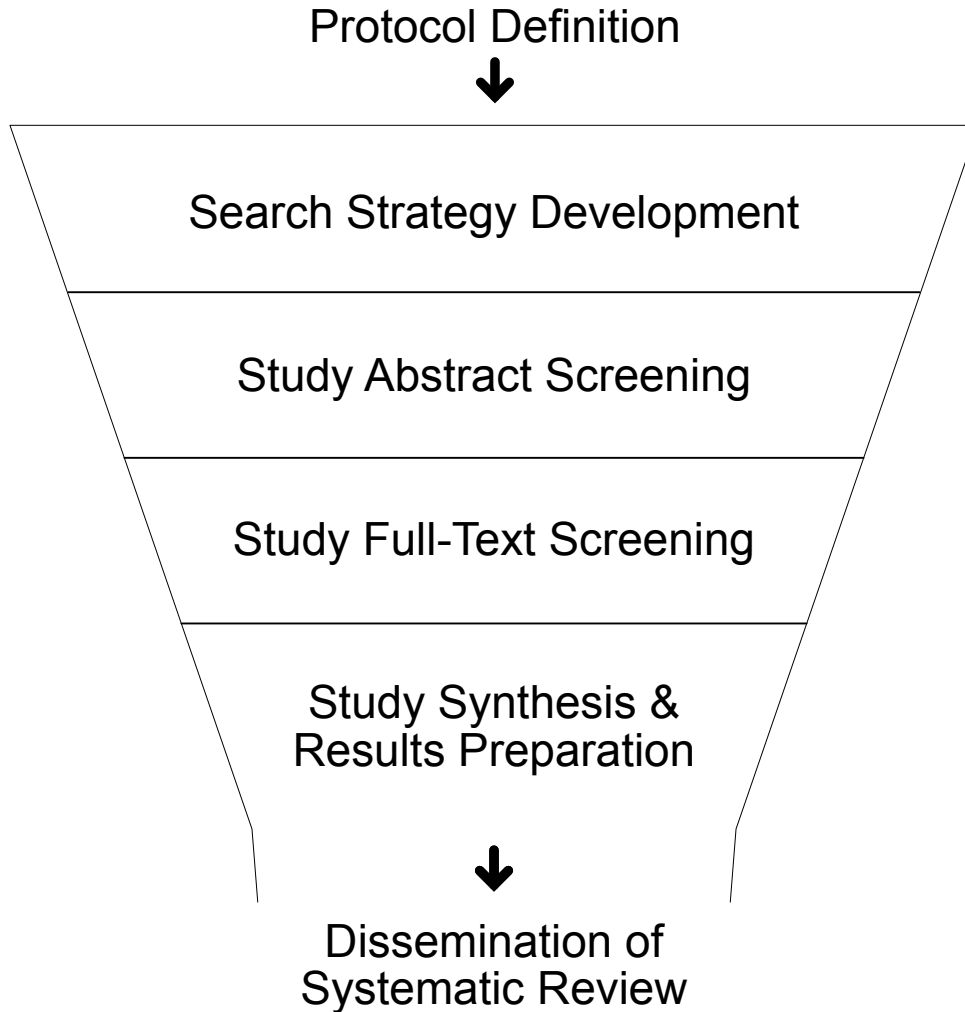 Protocol Definition
Search Strategy Development
Study Abstract Screening
Study Full-Text Screening
Study Synthesis &
Results Preparation
Dissemination of
Systematic Review